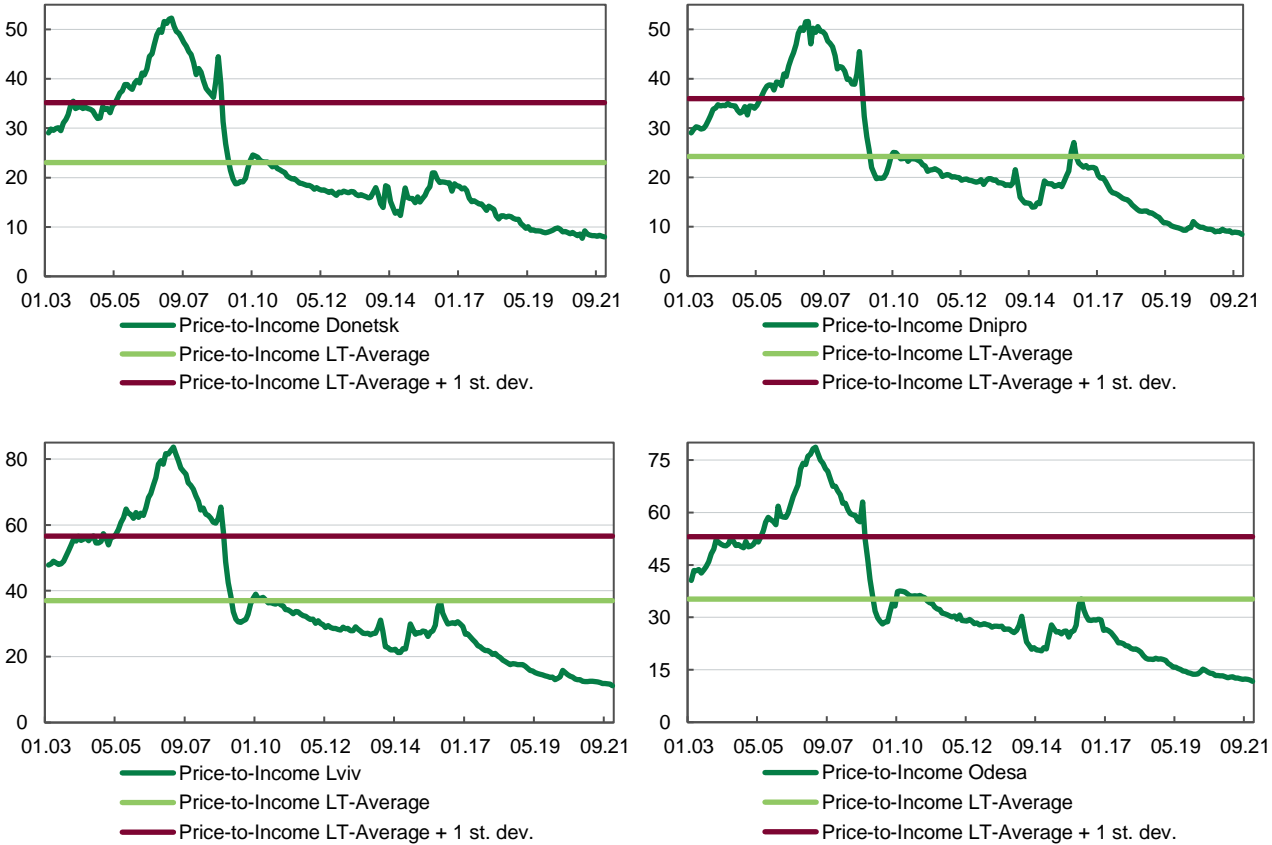 50
40
30
20
10
0
01.03 05.05 09.07 01.10 05.12 09.14 01.17 05.19 09.21
Price-to-Income Donetsk
Price-to-Income LT-Average
Price-to-Income LT-Average + 1 st. dev.
50
40
30
20
10
0
01.03 05.05 09.07 01.10 05.12 09.14 01.17 05.19 09.21
Price-to-Income Dnipro
Price-to-Income LT-Average
Price-to-Income LT-Average + 1 st. dev.
80
60
40
20
0
01.03 05.05 09.07 01.10 05.12 09.14 01.17 05.19 09.21
Price-to-Income Lviv
Price-to-Income LT-Average
Price-to-Income LT-Average + 1 st. dev.
75
60
45
30
15
0
01.03 05.05 09.07 01.10 05.12 09.14 01.17 05.19 09.21
Price-to-Income Odesa
Price-to-Income LT-Average
Price-to-Income LT-Average + 1 st. dev.